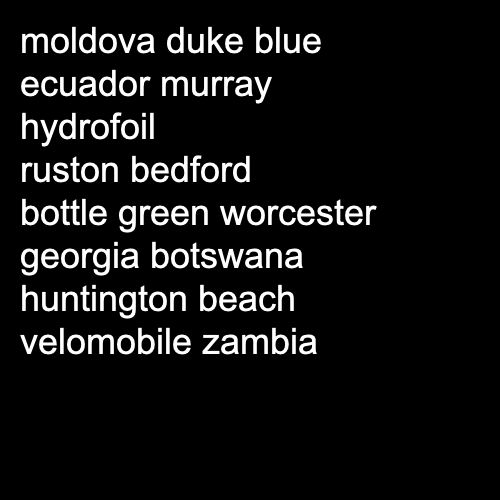 moldova duke blue
ecuador murray
hydrofoil
ruston bedford
bottle green worcester
georgia botswana
huntington beach
velomobile zambia